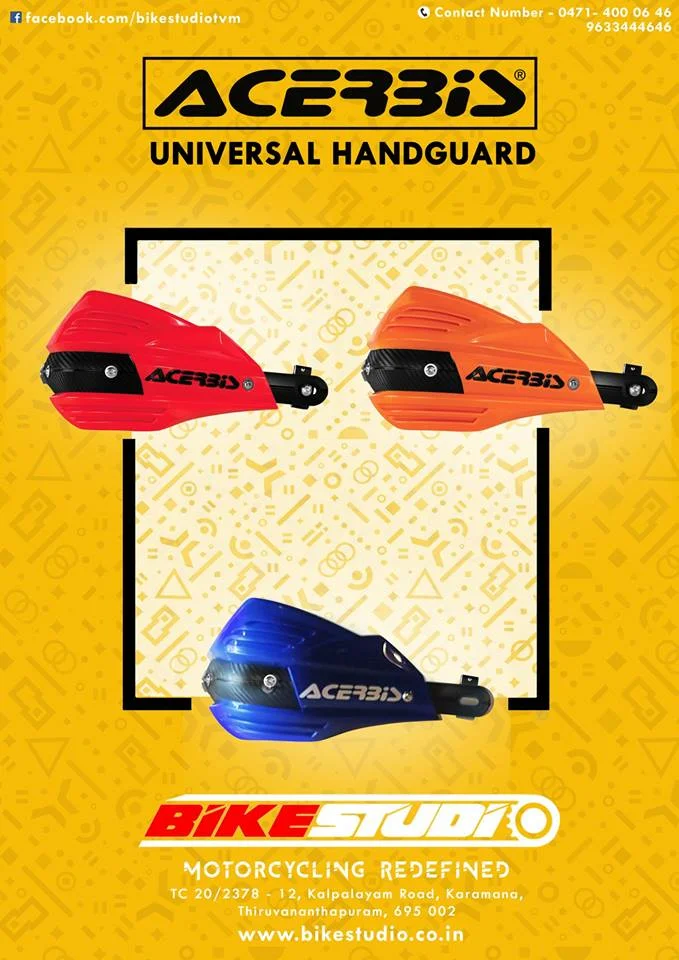 facebook.com/bikestudiotvm
Contact Number - 0471- 400 06 46
9633444646
ACERBIS®
UNIVERSAL HANDGUARD
ACERBIS
ACERBIS
ACERBIS
BIKESTUDIO
MOTORCYCLING REDEFINED
TC 20/2378 - 12, Kalpalayam Road, Karamana,
Thiruvananthapuram, 695 002
www.bikestudio.co.in